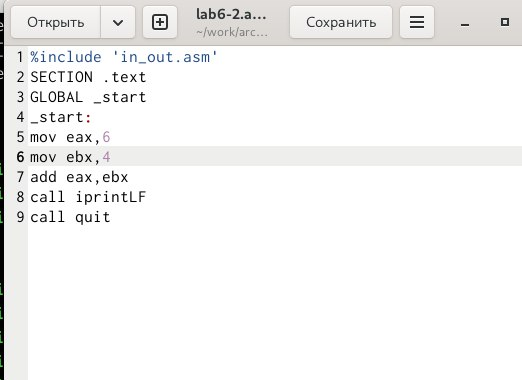 Открыть
lab6-2.a...
~/work/arc...
Сохранить
1 %include 'in_out.asm'
2 SECTION .text
3 GLOBAL _start
4 _start:
5 mov eax,6
6 mov ebx,4
7 add eax,ebx
8 call iprintLF
9 call quit